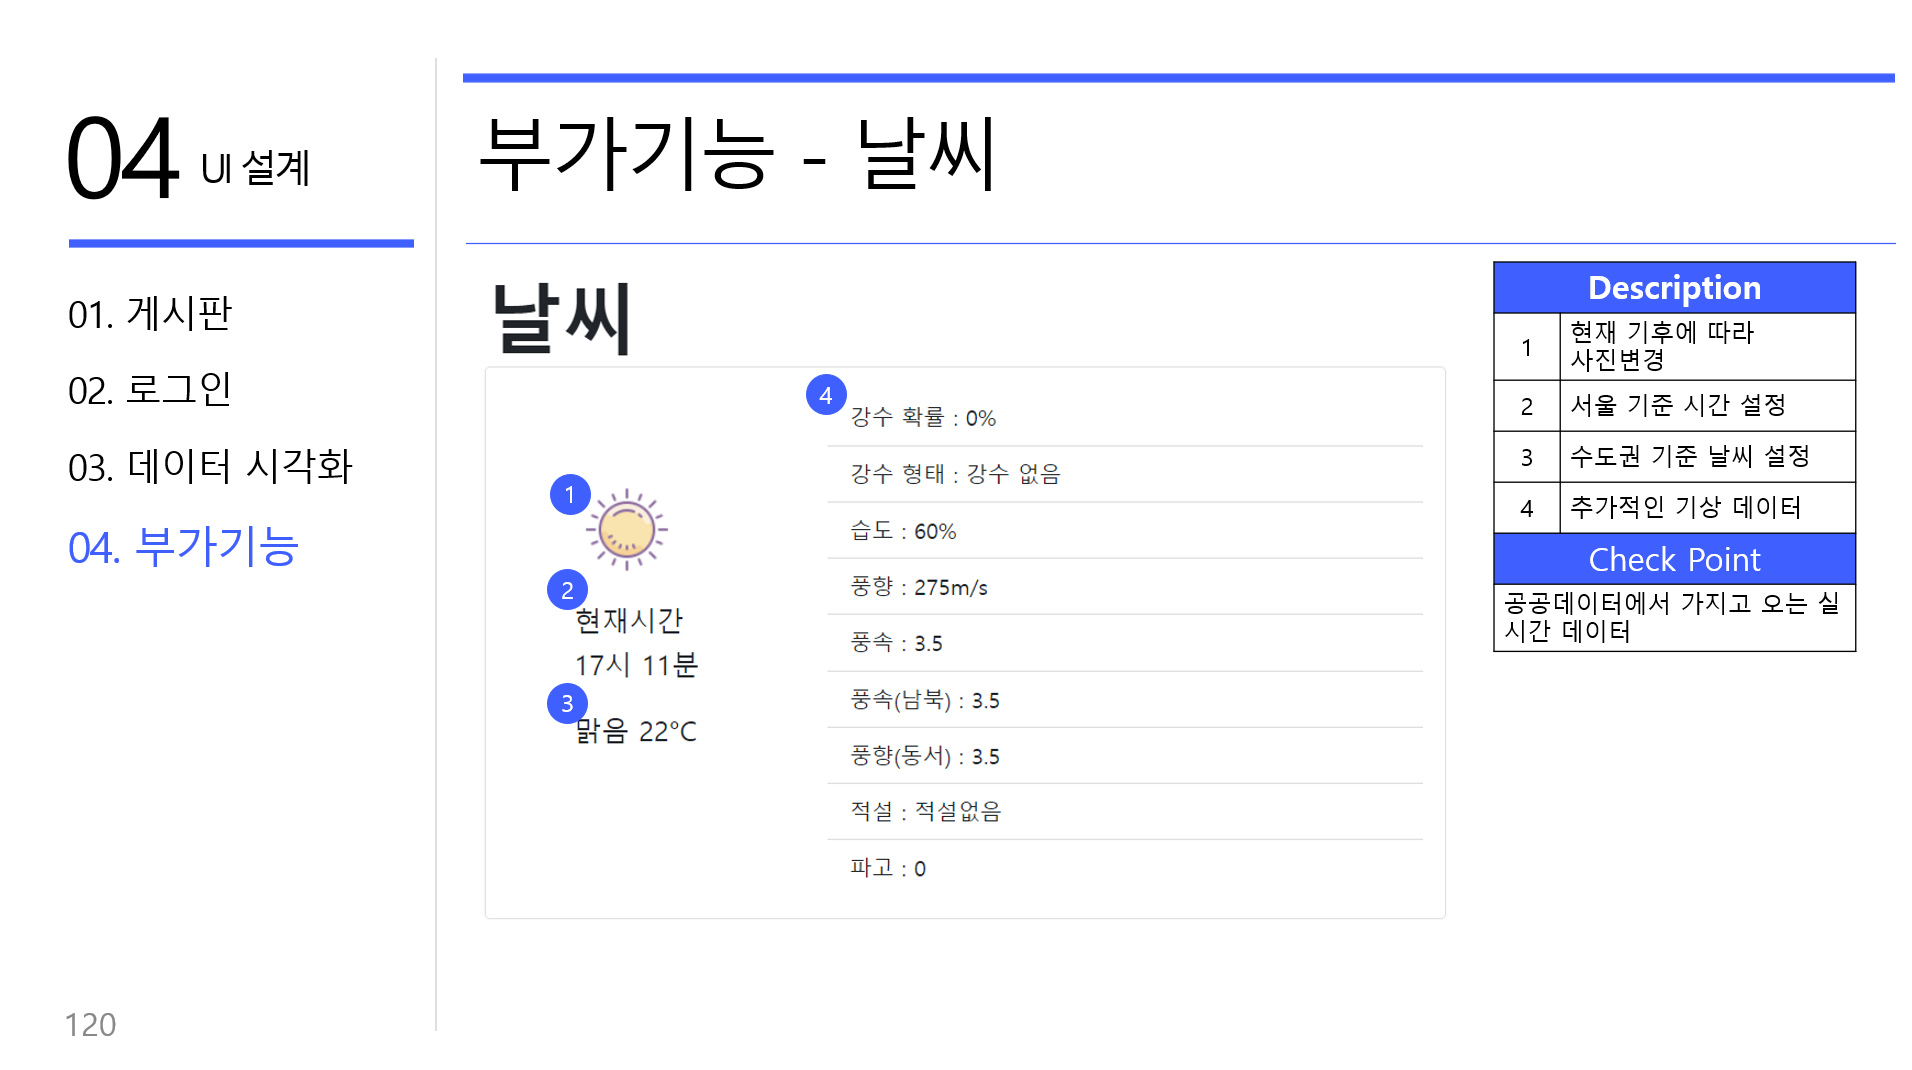 04 UI 설계
01. 게시판
02. 로그인
03. 데이터 시각화
04. 부가기능
120
부가기능 - 날씨
날씨
1
2
현재시간
17시 11분
3
맑음 22℃
4
강수 확률 : 0%
강수 형태 : 강수 없음
습도 : 60%
풍향 : 275m/s
풍속 : 3.5
풍속(남북) : 3.5
풍향(동서) : 3.5
적설 : 적설없음
파고 : 0
Description
1 현재 기후에 따라
사진변경
2 서울 기준 시간 설정
3 수도권 기준 날씨 설정
4 추가적인 기상 데이터
Check Point
공공데이터에서 가지고 오는 실
시간 데이터